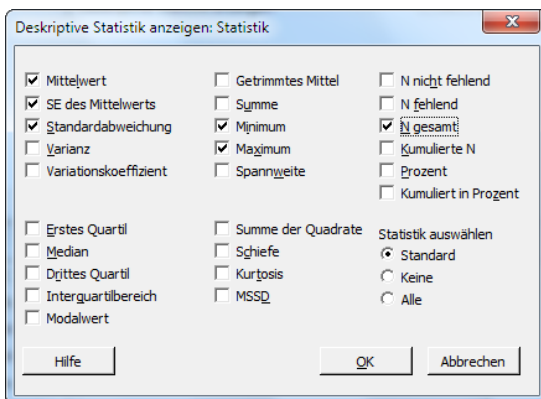 Deskriptive Statistik anzeigen: Statistik
Mittelwert
SE des Mittelwerts
Standardabweichung
Varianz
Variationskoeffizient
Getrimmtes Mittel
Summe
Minimum
Maximum
Spannweite
N nicht fehlend
N fehlend
N gesamt
Kumulierte N
Prozent
Kumuliert in Prozent
Erstes Quartil
Median
Drittes Quartil
Interquartilbereich
Modalwert
Summe der Quadrate
Schiefe
Kurtosis
MSSD
Statistik auswählen
Standard
Keine
Alle
Hilfe
OK
Abbrechen